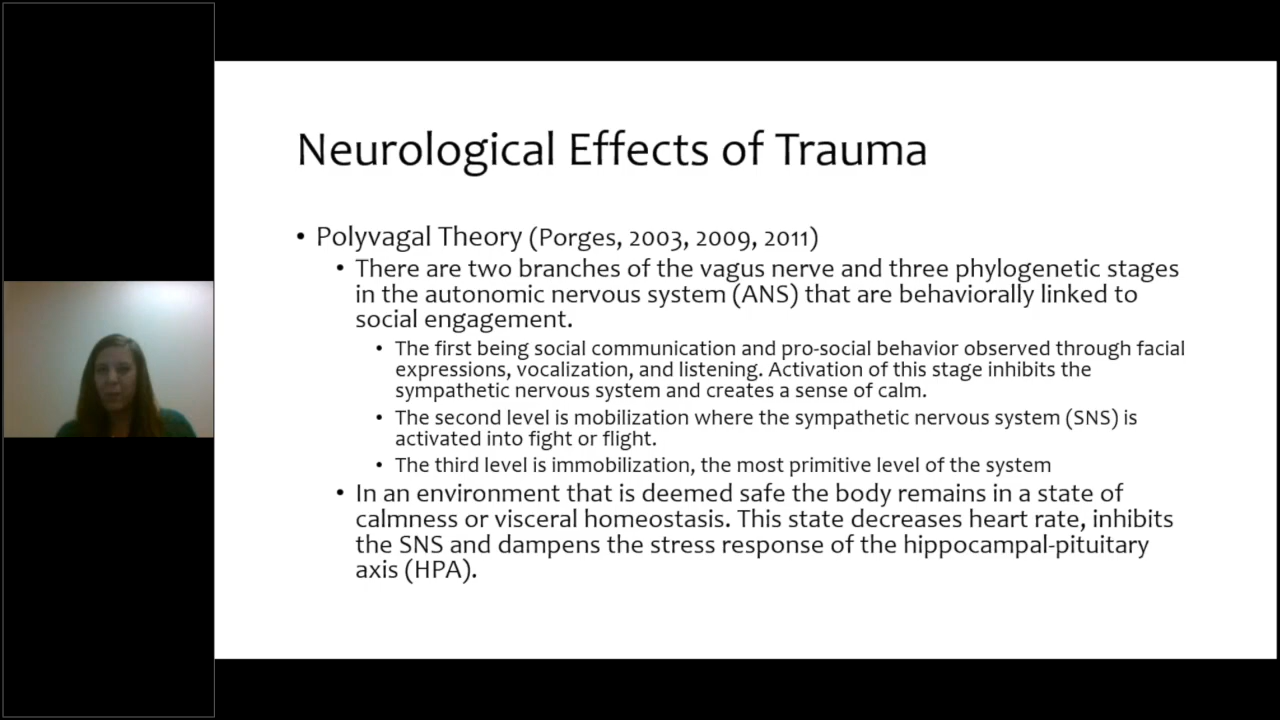 Neurological Effects of Trauma
• Polyvagal Theory (Porges, 2003, 2009, 2011)
• There are two branches of the vagus nerve and three phylogenetic stages
in the autonomic nervous system (ANS) that are behaviorally linked to
social engagement.
• The first being social communication and pro-social behavior observed through facial
expressions, vocalization, and listening. Activation of this stage inhibits the
sympathetic nervous system and creates a sense of calm.
• The second level is mobilization where the sympathetic nervous system (SNS) is
activated into fight or flight.
• The third level is immobilization, the most primitive level of the system
• In an environment that is deemed safe the body remains in a state of
calmness or visceral homeostasis. This state decreases heart rate, inhibits
the SNS and dampens the stress response of the hippocampal-pituitary
axis (HPA).